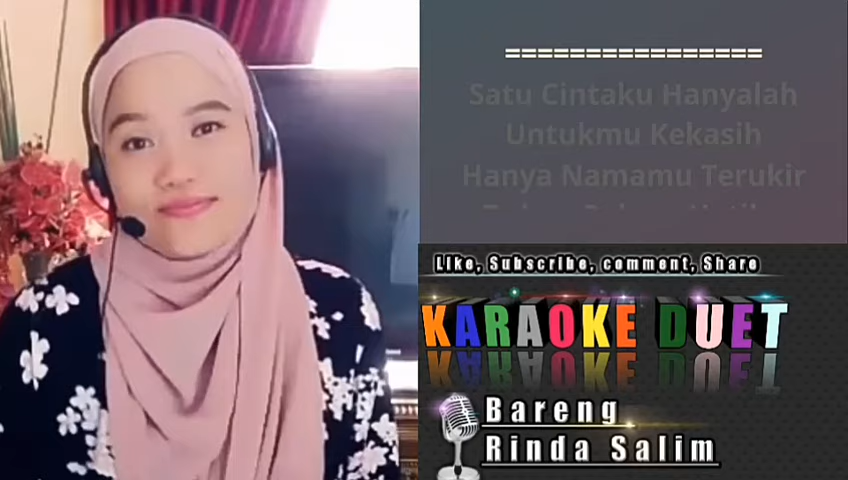 ================
Satu Cintaku Hanyalah
Untukmu Kekasih
Hanya Namamu Terukir
Like, Subscribe, comment, Share
KARAOKE DUET
Bareng
Rinda Salim